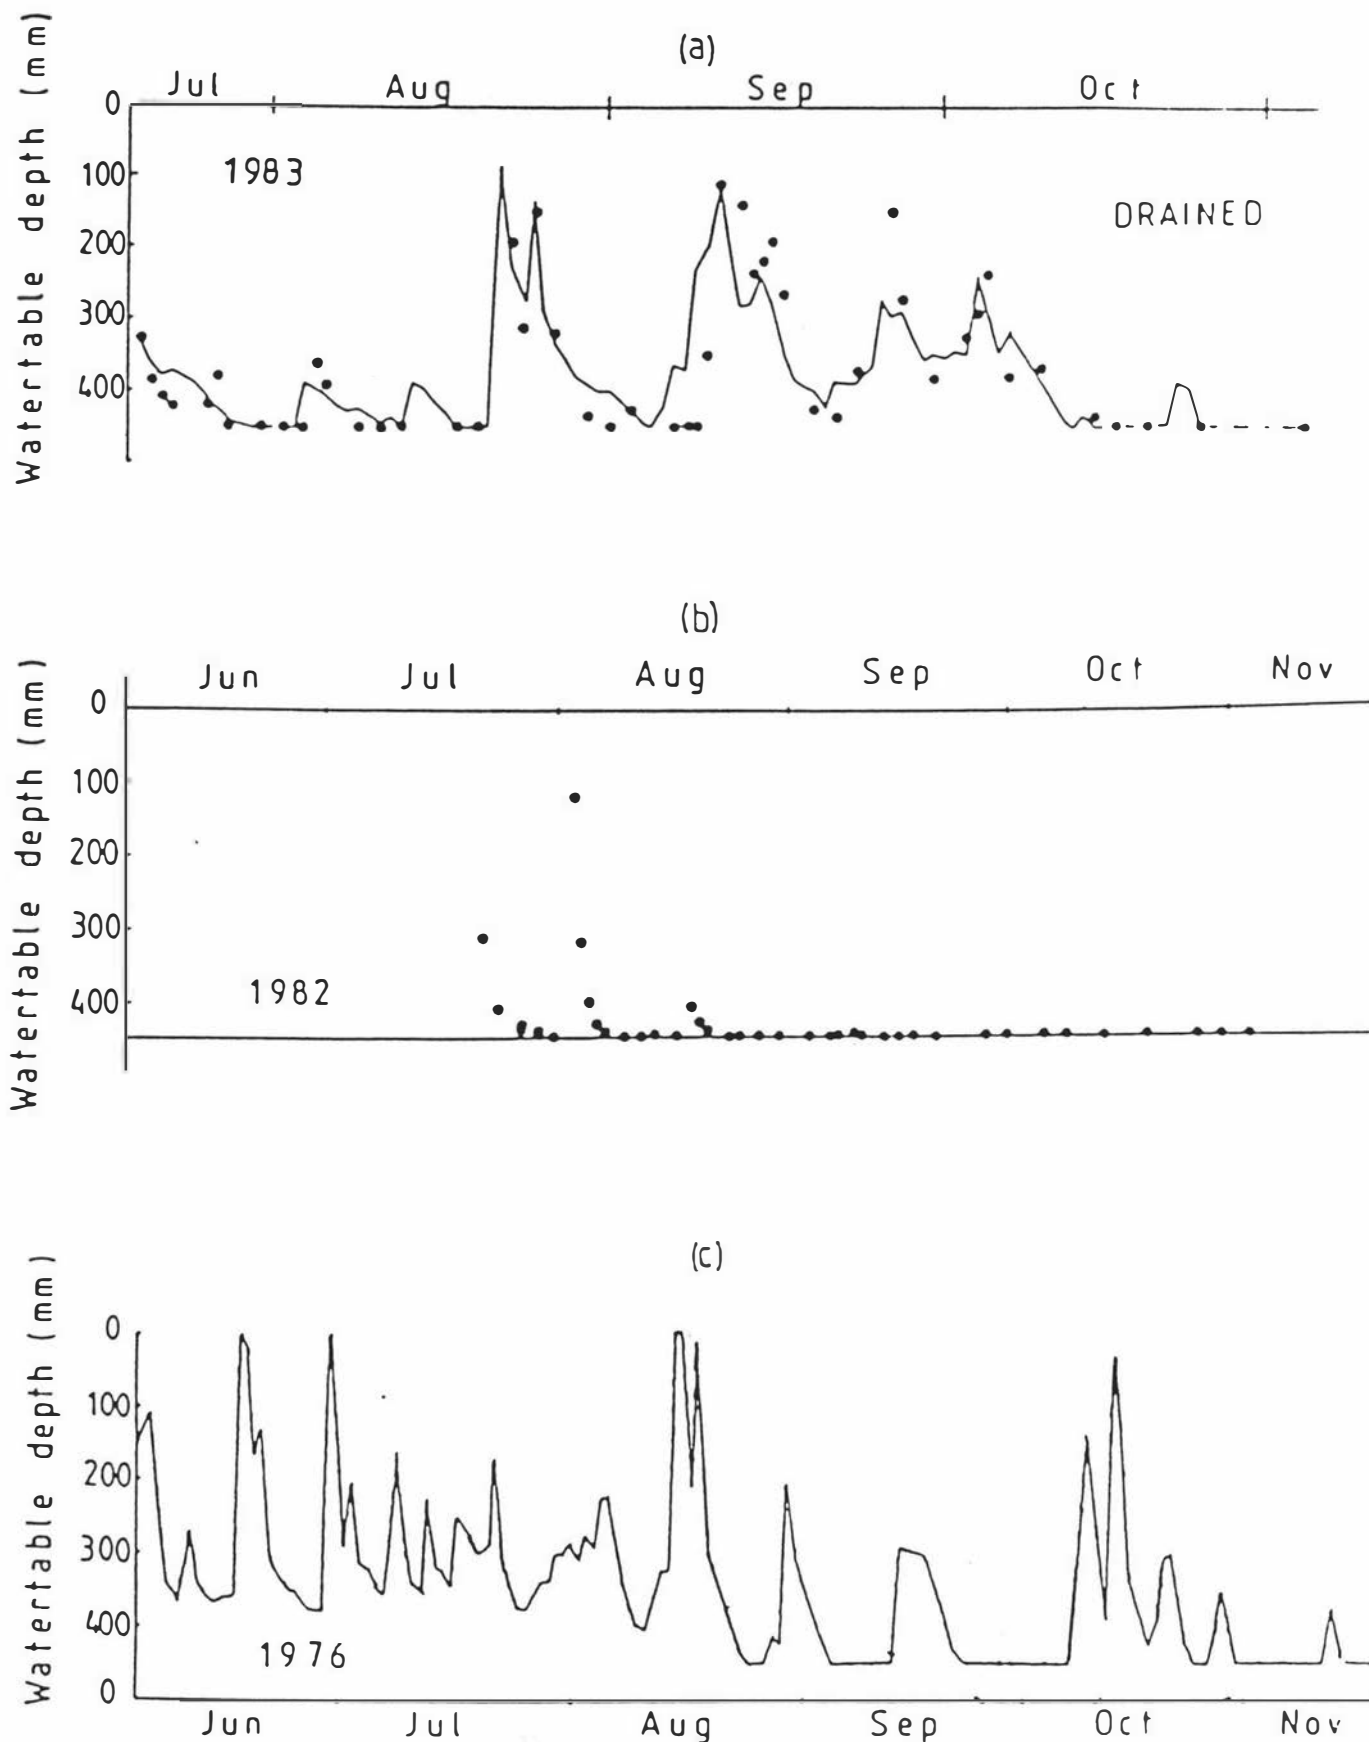 (a)
Jul Aug Sep Oct
Watertable depth (mm)
0
100
200
300
400
1983
DRAINED
(b)
Jun Jul Aug Sep Oct Nov
Watertable depth (mm)
0
100
200
300
400
1982
(c)
Watertable depth (mm)
0
100
200
300
400
0
1976
Jun Jul Aug Sep Oct Nov